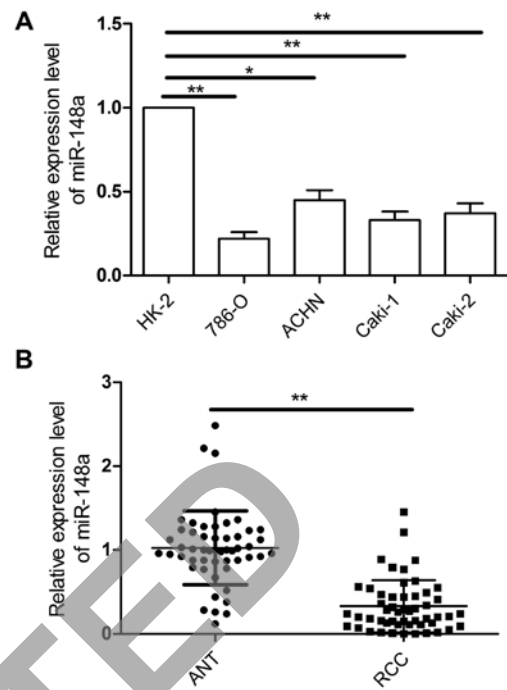 A
Relative expression level
of miR-148a
1.5
1.0
0.5
0.0
**
**
*
**
HK-2
786-O
ACHN
Caki-1
Caki-2
B
Relative expression level
of miR-148a
3
2
1
0
**
ANT
RCC
TED